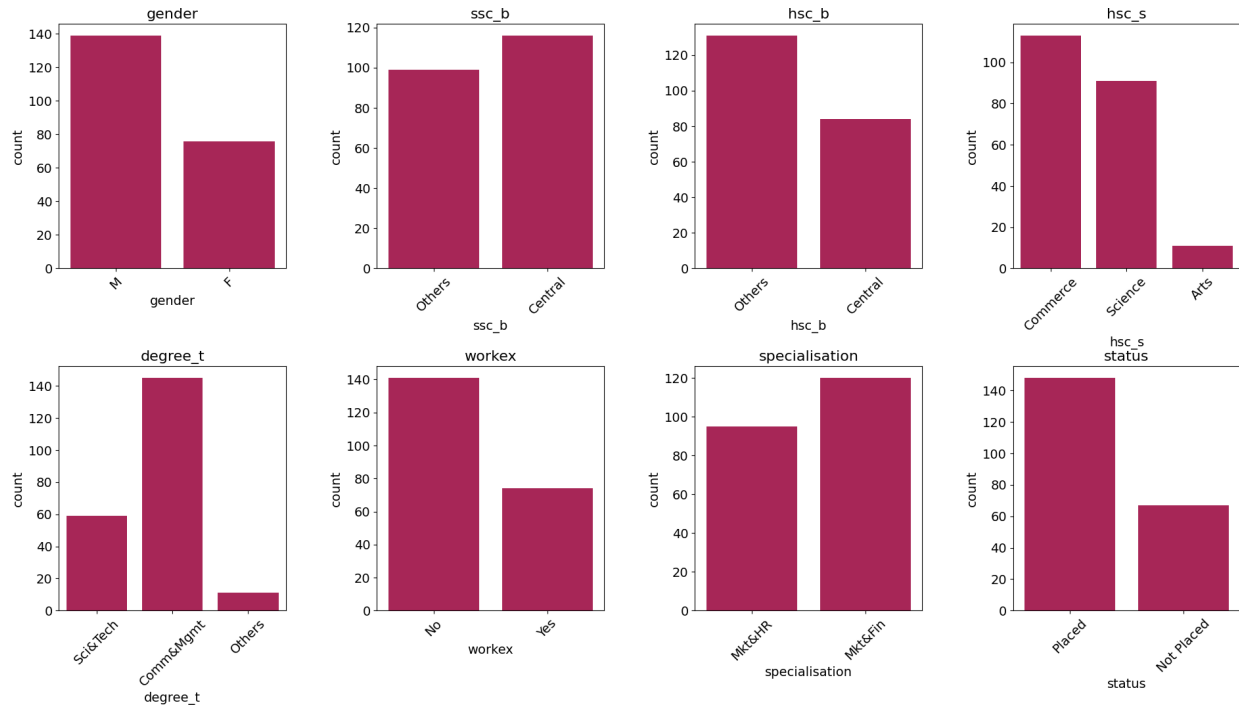 gender
count
140
120
100
80
60
40
20
0
M
F
gender
ssc_b
count
120
100
80
60
40
20
0
Others
Central
ssc_b
hsc_b
count
120
100
80
60
40
20
0
Others
Central
hsc_b
hsc_s
count
100
80
60
40
20
0
Commerce
Science
Arts
hsc_s
degree_t
count
140
120
100
80
60
40
20
0
Sci&Tech
Comm&Mgmt
Others
degree_t
workex
count
140
120
100
80
60
40
20
0
No
Yes
workex
specialisation
count
120
100
80
60
40
20
0
Mkt&HR
Mkt&Fin
specialisation
status
count
140
120
100
80
60
40
20
0
Placed
Not Placed
status